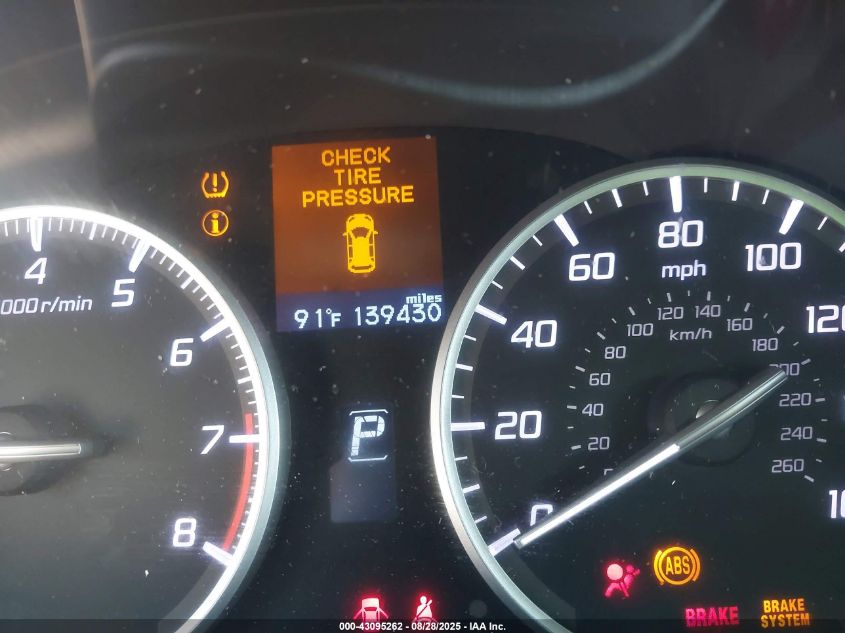 CHECK
TIRE
PRESSURE
miles
91°F 139430
4
5
6
7
8
000 r/min
P
0
20
40
60
80
100
120
mph
km/h
20
40
60
80
100
120
140
160
180
200
220
240
260
ABS
BRAKE
BRAKE
SYSTEM
000-43095262 - 08/28/2025 - IAA Inc.